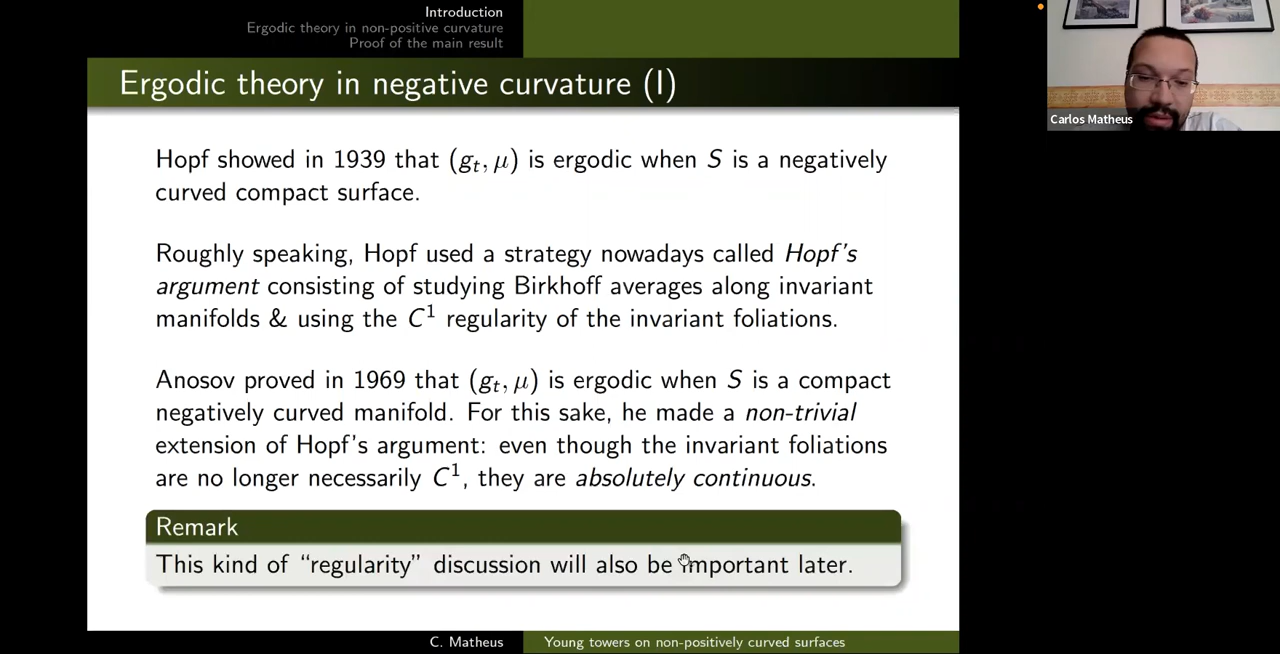 Introduction
Ergodic theory in non-positive curvature
Proof of the main result
Ergodic theory in negative curvature (I)
Carlos Matheus
Hopf showed in 1939 that (gₜ, μ) is ergodic when S is a negatively
curved compact surface.
Roughly speaking, Hopf used a strategy nowadays called Hopf's
argument consisting of studying Birkhoff averages along invariant
manifolds & using the C¹ regularity of the invariant foliations.
Anosov proved in 1969 that (gₜ, μ) is ergodic when S is a compact
negatively curved manifold. For this sake, he made a non-trivial
extension of Hopf's argument: even though the invariant foliations
are no longer necessarily C¹, they are absolutely continuous.
Remark
This kind of “regularity” discussion will also be important later.
C. Matheus
Young towers on non-positively curved surfaces